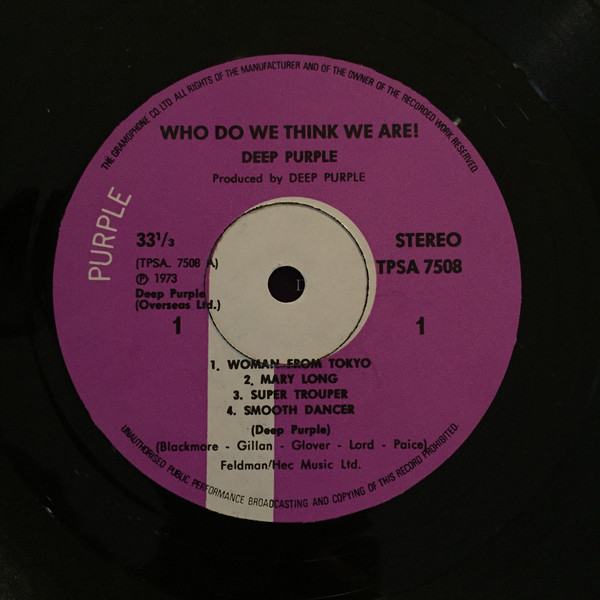 THE GRAMOPHONE CO. LTD. ALL RIGHTS OF THE MANUFACTURER AND OF THE OWNER OF THE RECORDED WORK RESERVED
WHO DO WE THINK WE ARE!
DEEP PURPLE
Produced by DEEP PURPLE
PURPLE
33 1/3
STEREO
(TPSA. 7508 A)
TPSA 7508
Ⓟ 1973
Deep Purple
(Overseas Ltd.)
1
1
1. WOMAN FROM TOKYO
2. MARY LONG
3. SUPER TROUPER
4. SMOOTH DANCER
(Deep Purple)
(Blackmore - Gillan - Glover - Lord - Paice)
Feldman/Hec Music Ltd.
UNAUTHORISED PUBLIC PERFORMANCE BROADCASTING AND COPYING OF THIS RECORD PROHIBITED.